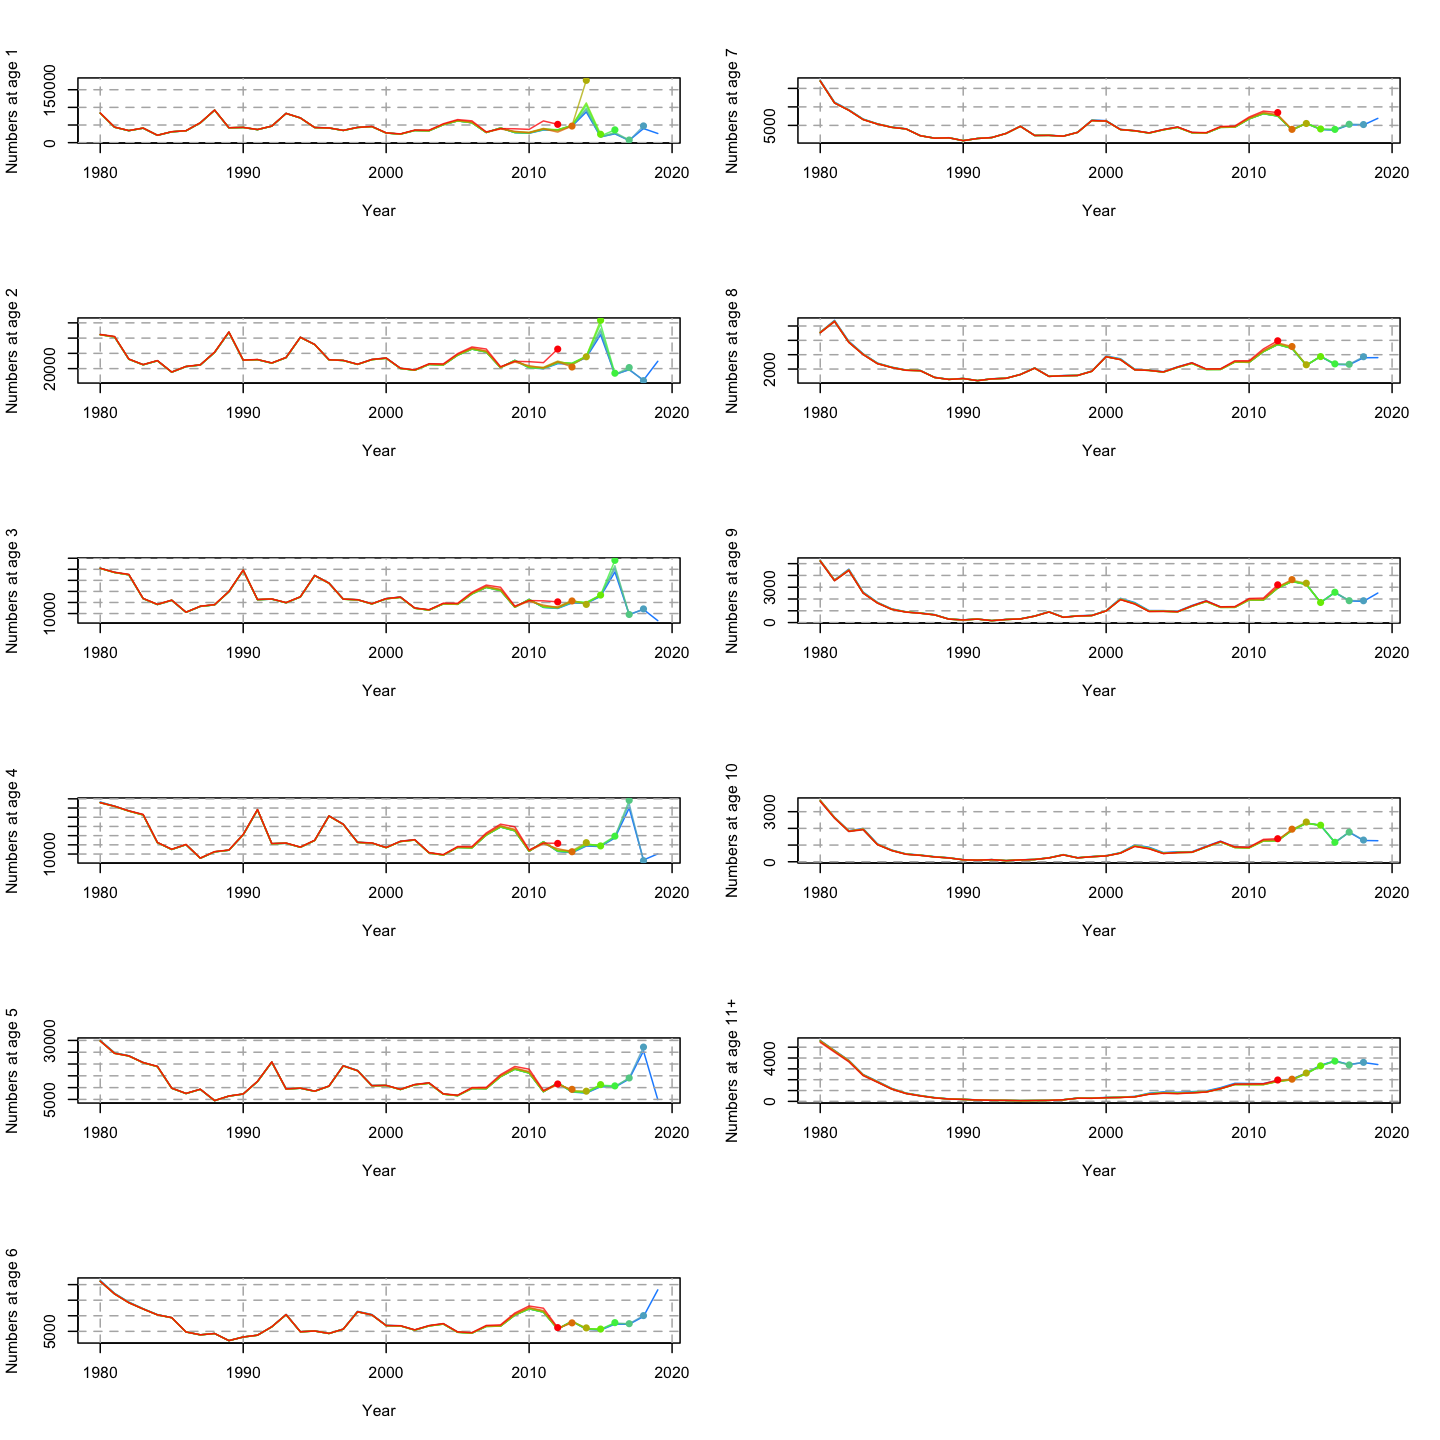 Numbers at age 1
0 150000
1980 1990 2000 2010 2020
Year
Numbers at age 2
20000
1980 1990 2000 2010 2020
Year
Numbers at age 3
10000
1980 1990 2000 2010 2020
Year
Numbers at age 4
10000
1980 1990 2000 2010 2020
Year
Numbers at age 5
5000 30000
1980 1990 2000 2010 2020
Year
Numbers at age 6
5000
1980 1990 2000 2010 2020
Year
Numbers at age 7
5000
1980 1990 2000 2010 2020
Year
Numbers at age 8
2000
1980 1990 2000 2010 2020
Year
Numbers at age 9
0 3000
1980 1990 2000 2010 2020
Year
Numbers at age 10
0 3000
1980 1990 2000 2010 2020
Year
Numbers at age 11+
0 4000
1980 1990 2000 2010 2020
Year